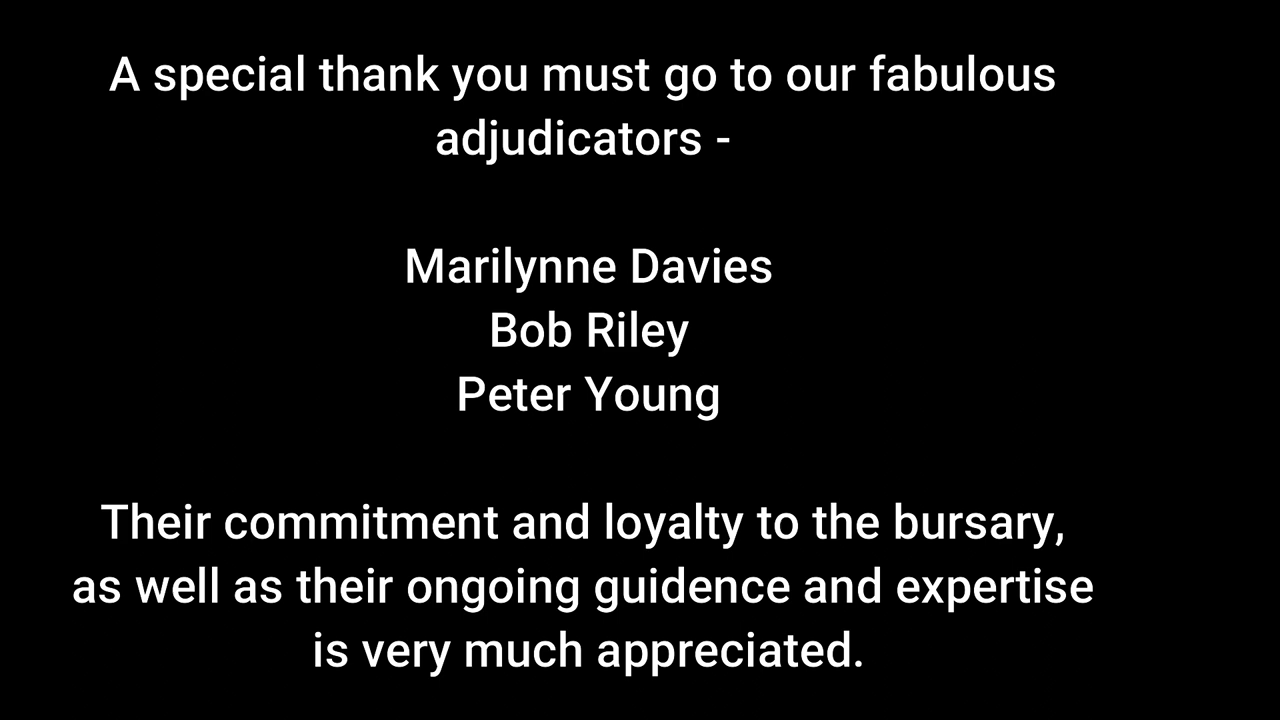 A special thank you must go to our fabulous
adjudicators -
Marilynne Davies
Bob Riley
Peter Young
Their commitment and loyalty to the bursary,
as well as their ongoing guidence and expertise
is very much appreciated.